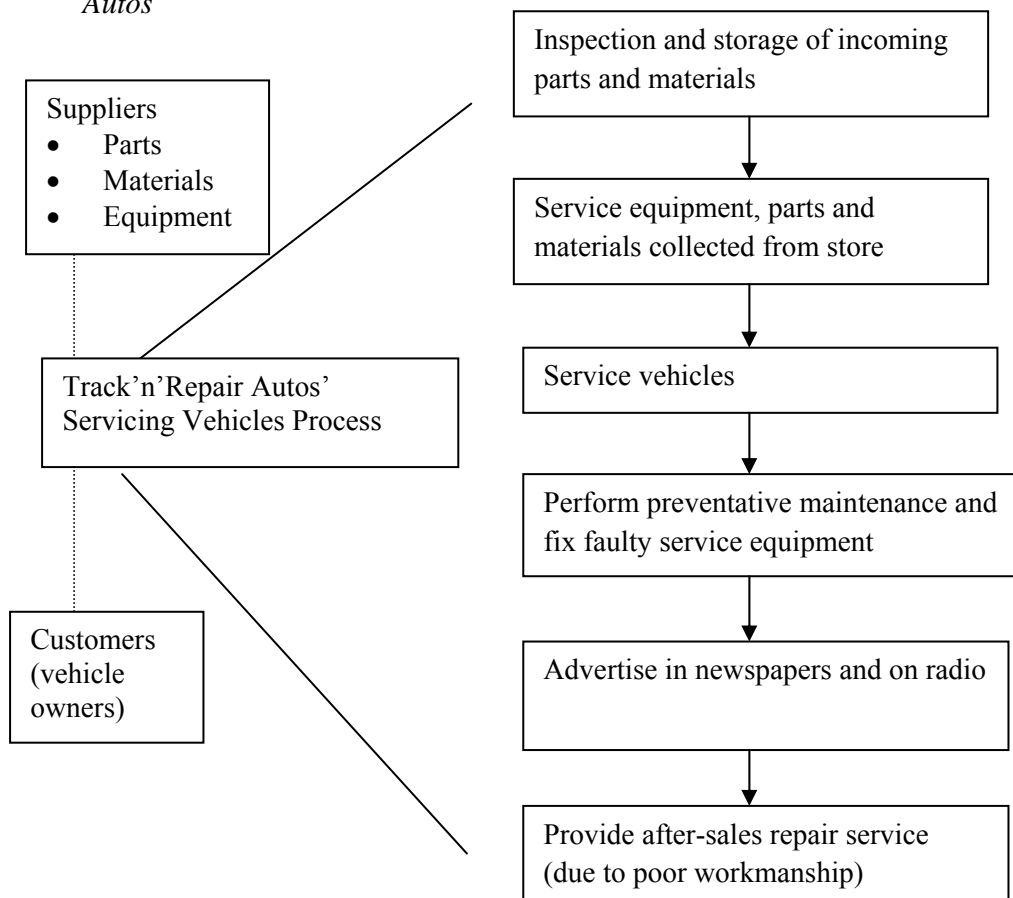 Autos
Suppliers
• Parts
• Materials
• Equipment
Track’n’Repair Autos’
Servicing Vehicles Process
Customers
(vehicle
owners)
Inspection and storage of incoming
parts and materials
Service equipment, parts and
materials collected from store
Service vehicles
Perform preventative maintenance and
fix faulty service equipment
Advertise in newspapers and on radio
Provide after-sales repair service
(due to poor workmanship)